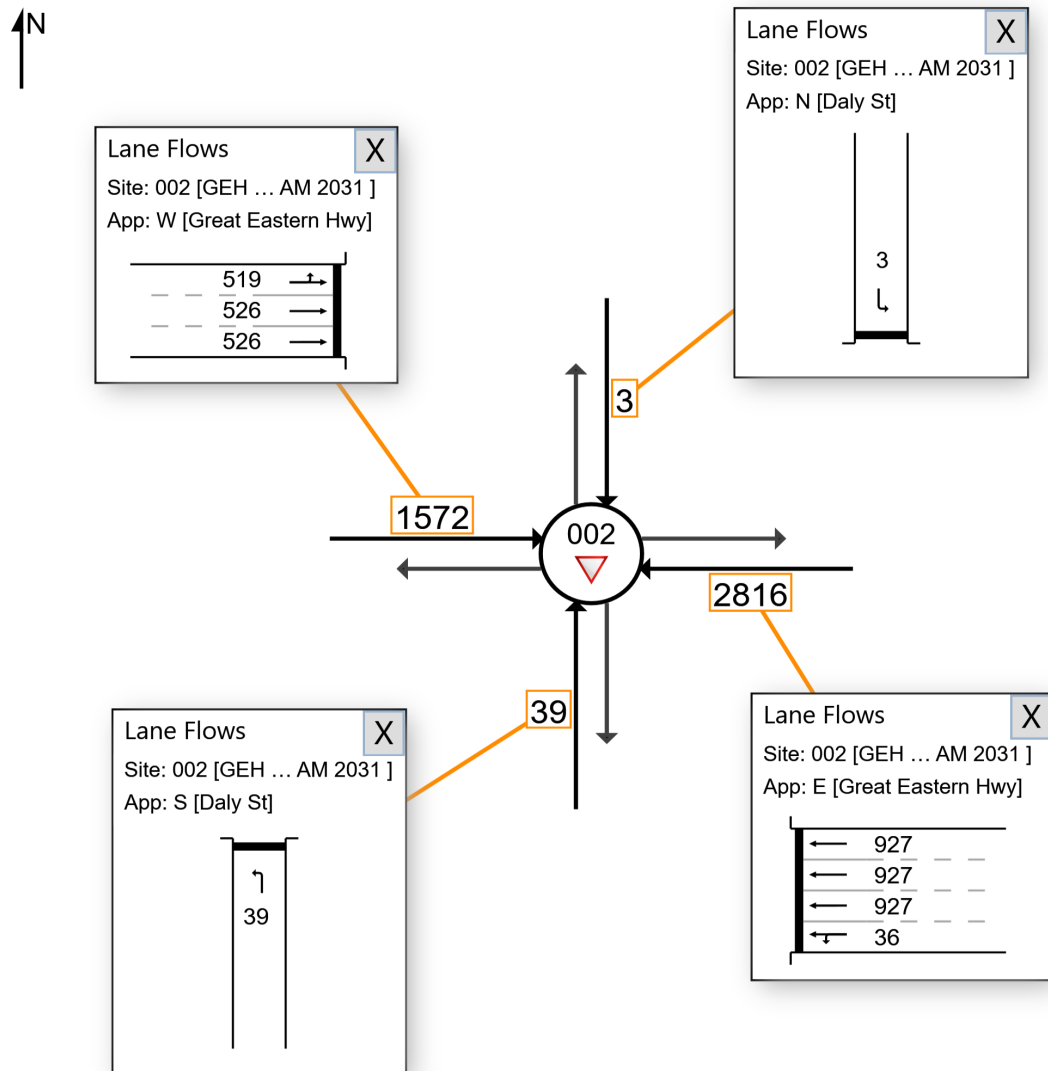 N
Lane Flows
X
Site: 002 [GEH ... AM 2031 ]
App: N [Daly St]
3
Lane Flows
X
Site: 002 [GEH ... AM 2031 ]
App: W [Great Eastern Hwy]
519
526
526
3
1572
002
2816
39
Lane Flows
X
Site: 002 [GEH ... AM 2031 ]
App: S [Daly St]
39
Lane Flows
X
Site: 002 [GEH ... AM 2031 ]
App: E [Great Eastern Hwy]
927
927
927
36